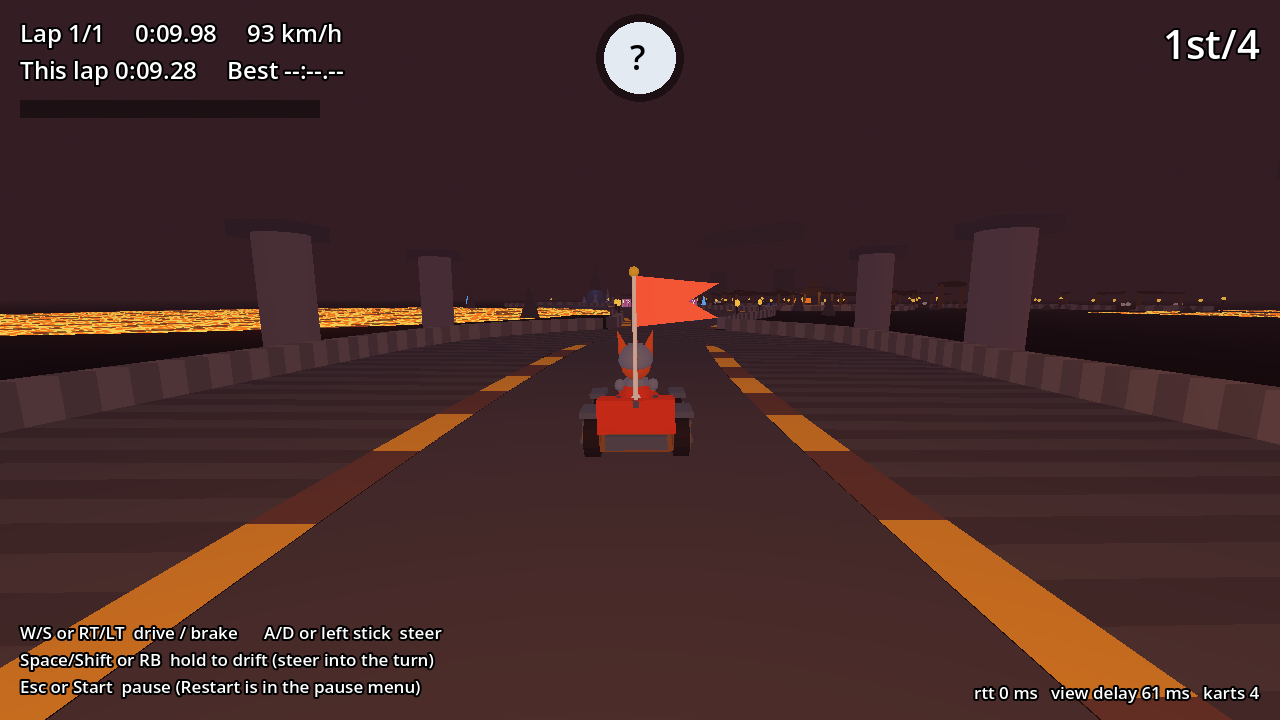 Lap 1/1 0:09.98 93 km/h
This lap 0:09.28 Best --:--.--
?
1st/4
W/S or RT/LT drive / brake A/D or left stick steer
Space/Shift or RB hold to drift (steer into the turn)
Esc or Start pause (Restart is in the pause menu)
rtt 0 ms view delay 61 ms karts 4